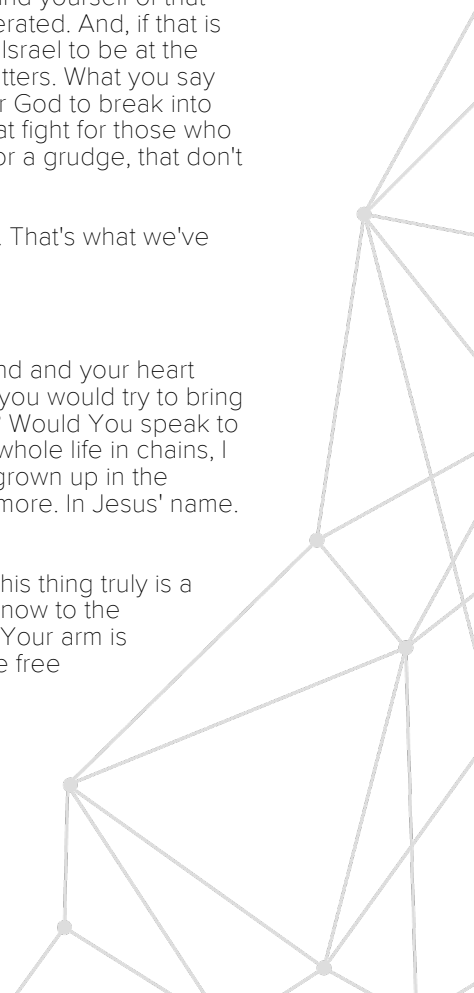 nd yourself of that
erated. And, if that is
Israel to be at the
tters. What you say
r God to break into
at fight for those who
or a grudge, that don't
. That's what we've
nd and your heart
you would try to bring
? Would You speak to
whole life in chains, I
grown up in the
more. In Jesus' name.
his thing truly is a
now to the
Your arm is
e free